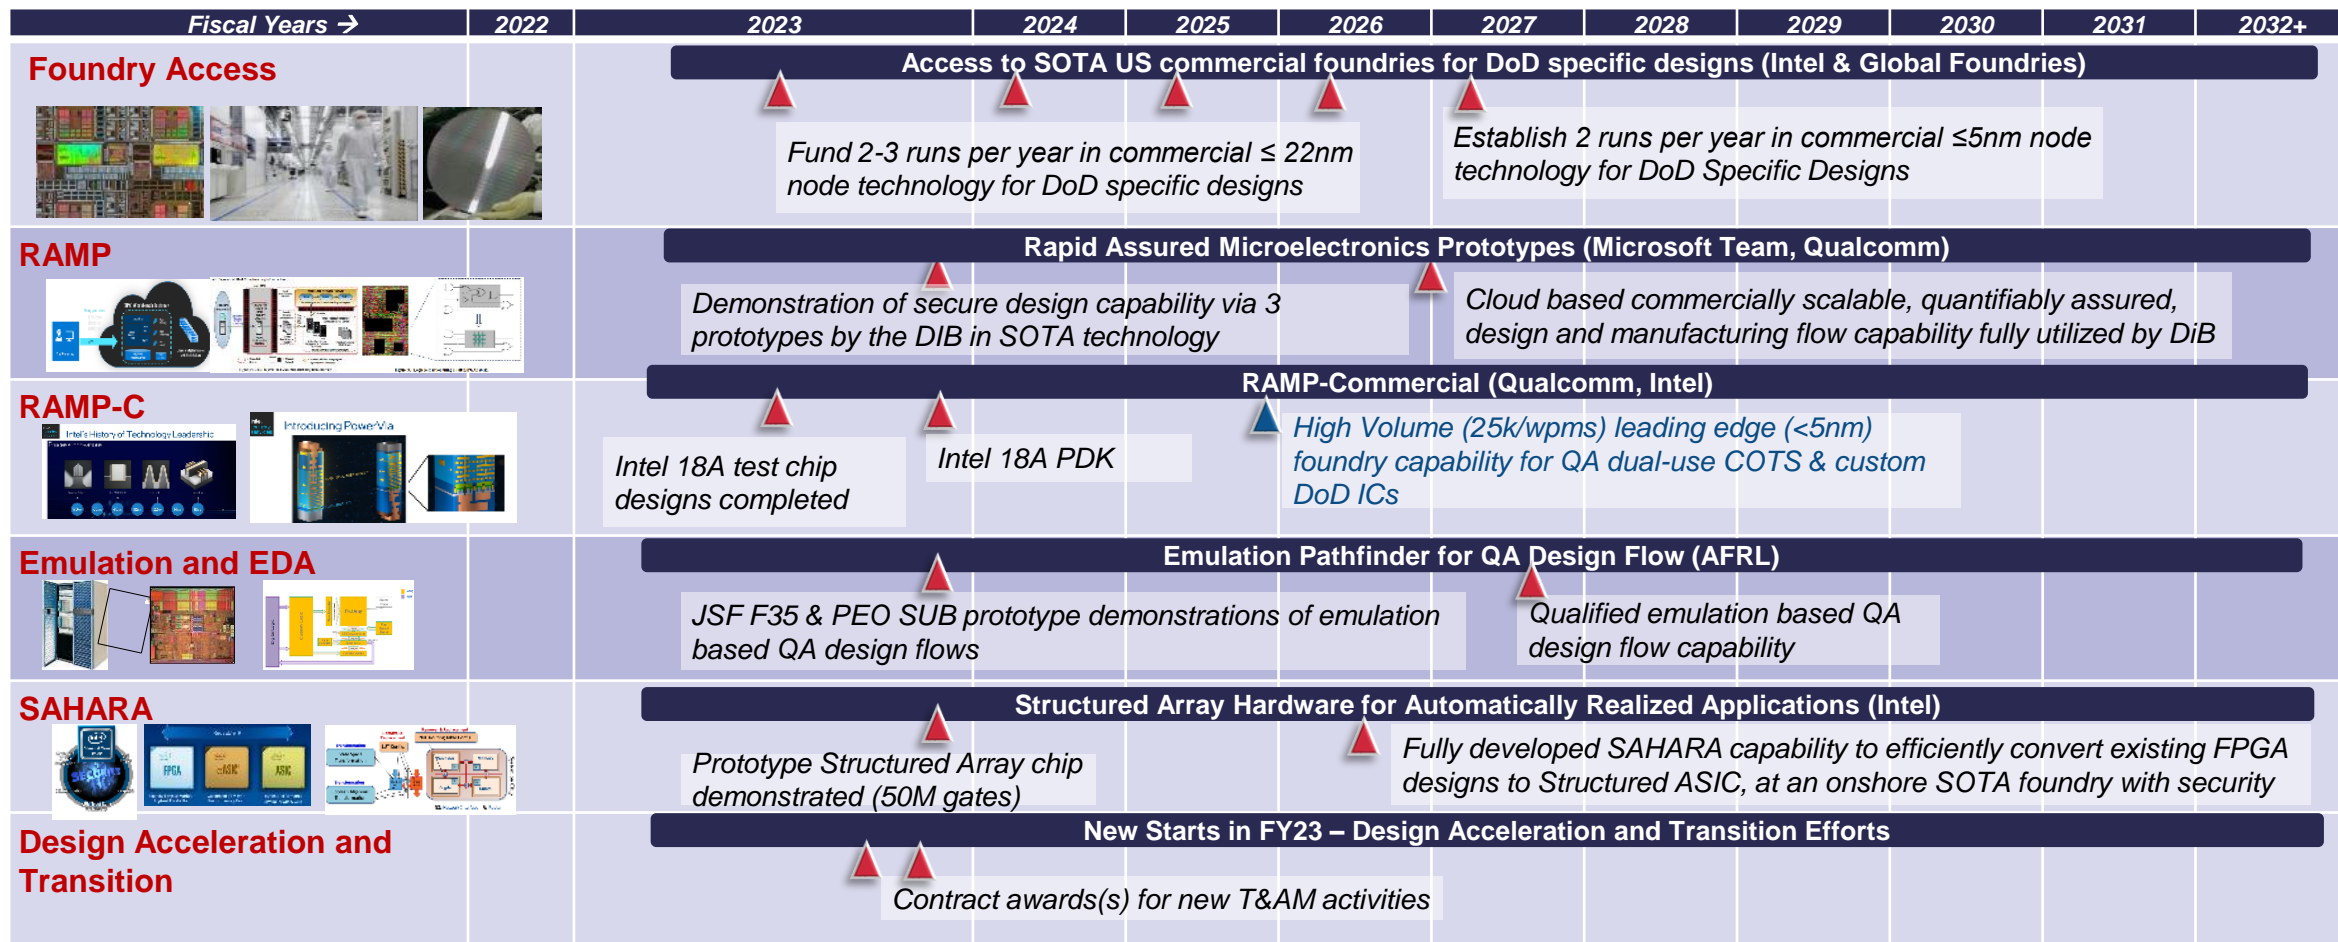 Fiscal Years → 2022 2023 2024 2025 2026 2027 2028 2029 2030 2031 2032+
Foundry Access
Access to SOTA US commercial foundries for DoD specific designs (Intel & Global Foundries)
Fund 2-3 runs per year in commercial ≤ 22nm
node technology for DoD specific designs
Establish 2 runs per year in commercial ≤5nm node
technology for DoD Specific Designs
RAMP
Rapid Assured Microelectronics Prototypes (Microsoft Team, Qualcomm)
Demonstration of secure design capability via 3
prototypes by the DIB in SOTA technology
Cloud based commercially scalable, quantifiably assured,
design and manufacturing flow capability fully utilized by DiB
RAMP-C
RAMP-Commercial (Qualcomm, Intel)
Intel's History of Technology Leadership
Introducing PowerVia
Intel 18A test chip
designs completed
Intel 18A PDK
High Volume (25k/wpms) leading edge (<5nm)
foundry capability for QA dual-use COTS & custom
DoD ICs
Emulation and EDA
Emulation Pathfinder for QA Design Flow (AFRL)
JSF F35 & PEO SUB prototype demonstrations of emulation
based QA design flows
Qualified emulation based QA
design flow capability
SAHARA
Structured Array Hardware for Automatically Realized Applications (Intel)
FPGA
eASIC
ASIC
Prototype Structured Array chip
demonstrated (50M gates)
Fully developed SAHARA capability to efficiently convert existing FPGA
designs to Structured ASIC, at an onshore SOTA foundry with security
Design Acceleration and
Transition
New Starts in FY23 – Design Acceleration and Transition Efforts
Contract awards(s) for new T&AM activities